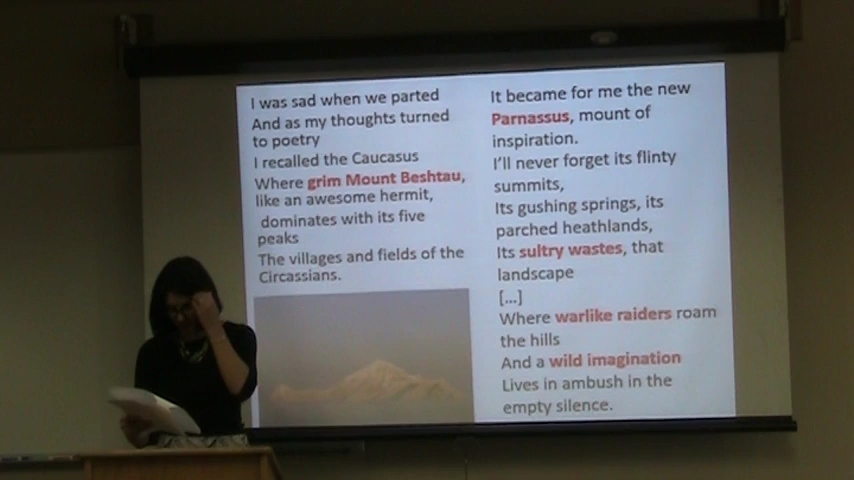 I was sad when we parted
And as my thoughts turned
to poetry
I recalled the Caucasus
Where grim Mount Beshtau,
like an awesome hermit,
dominates with its five
peaks
The villages and fields of the
Circassians.
It became for me the new
Parnassus, mount of
inspiration.
I'll never forget its flinty
summits,
Its gushing springs, its
parched heathlands,
Its sultry wastes, that
landscape
[...]
Where warlike raiders roam
the hills
And a wild imagination
Lives in ambush in the
empty silence.